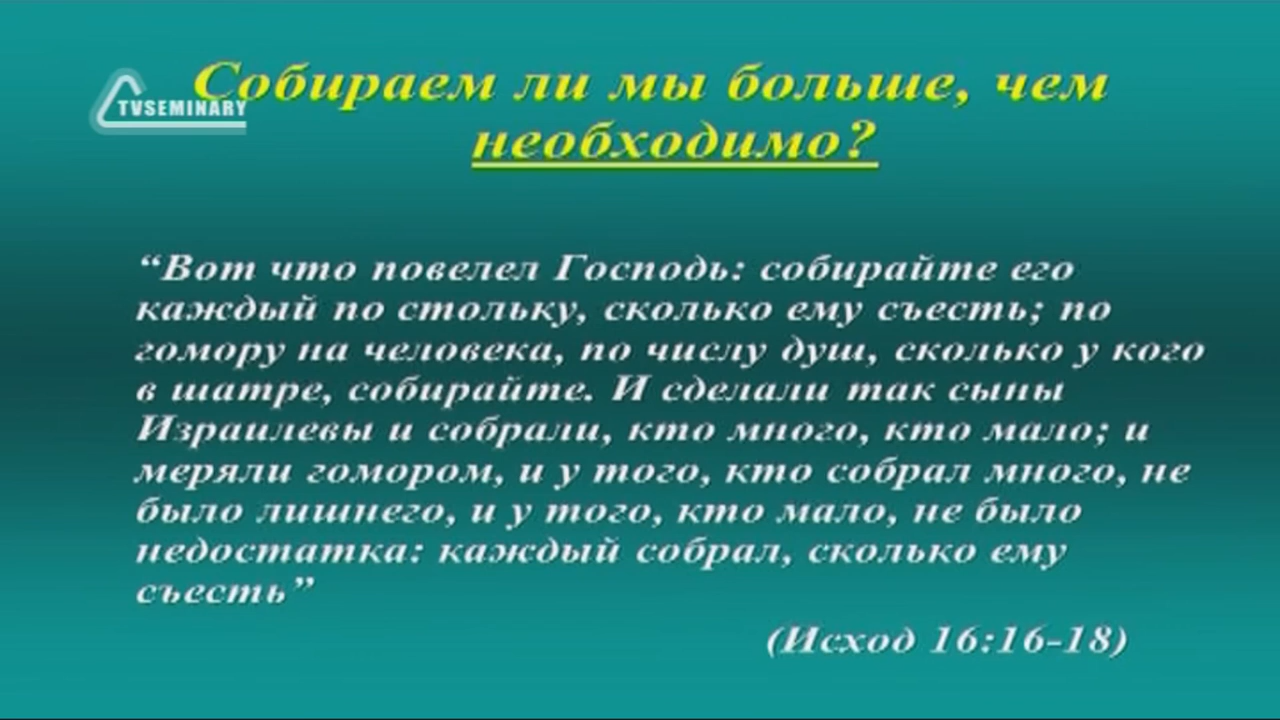 Собираем ли мы больше, чем
TVSEMINARY
необходимо?
“Вот что повелел Господь: собирайте его
каждый по стольку, сколько ему съесть; по
гомору на человека, по числу душ, сколько у кого
в шатре, собирайте. И сделали так сыны
Израилевы и собрали, кто много, кто мало; и
меряли гомором, и у того, кто собрал много, не
было лишнего, и у того, кто мало, не было
недостатка: каждый собрал, сколько ему
съесть”
(Исход 16:16-18)